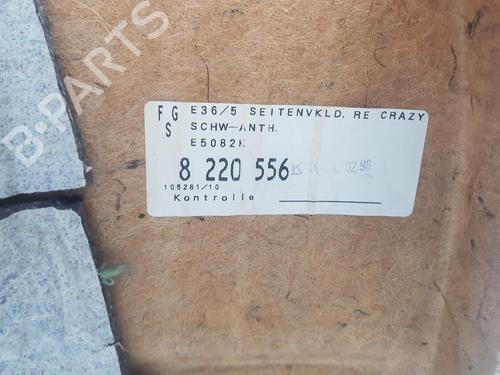 B-PARTS
F G E36/5 SEITENVKLD. RE CRAZY
S SCHW-ANTH.
E5082K
8 220 556
105281/10
Kontrolle